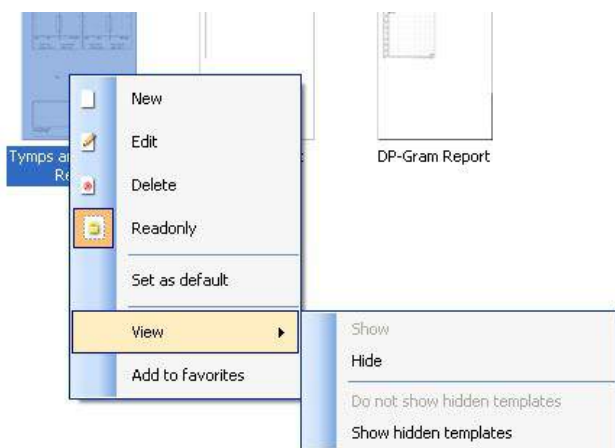 New
Edit
Tymps a
DP-Gram Report
Re
Delete
Readonly
Set as default
View
Show
Hide
Add to favorites
Do not show hidden templates
Show hidden templates